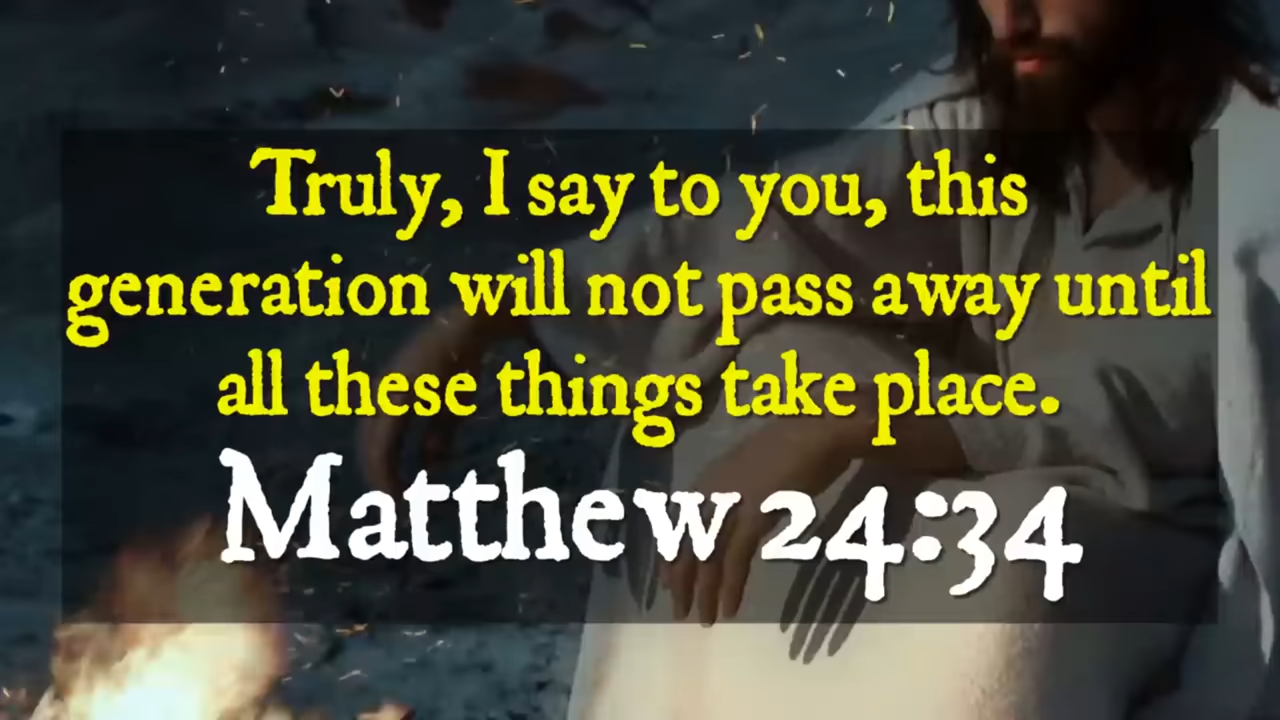 Truly, I say to you, this
generation will not pass away until
all these things take place.
Matthew 24:34